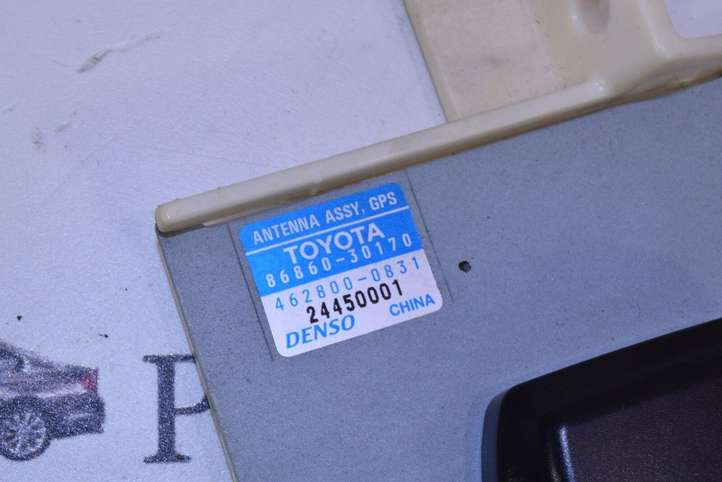 ANTENNA ASSY, GPS
TOYOTA
86860-30170
462800-0831
24450001
DENSO CHINA
P